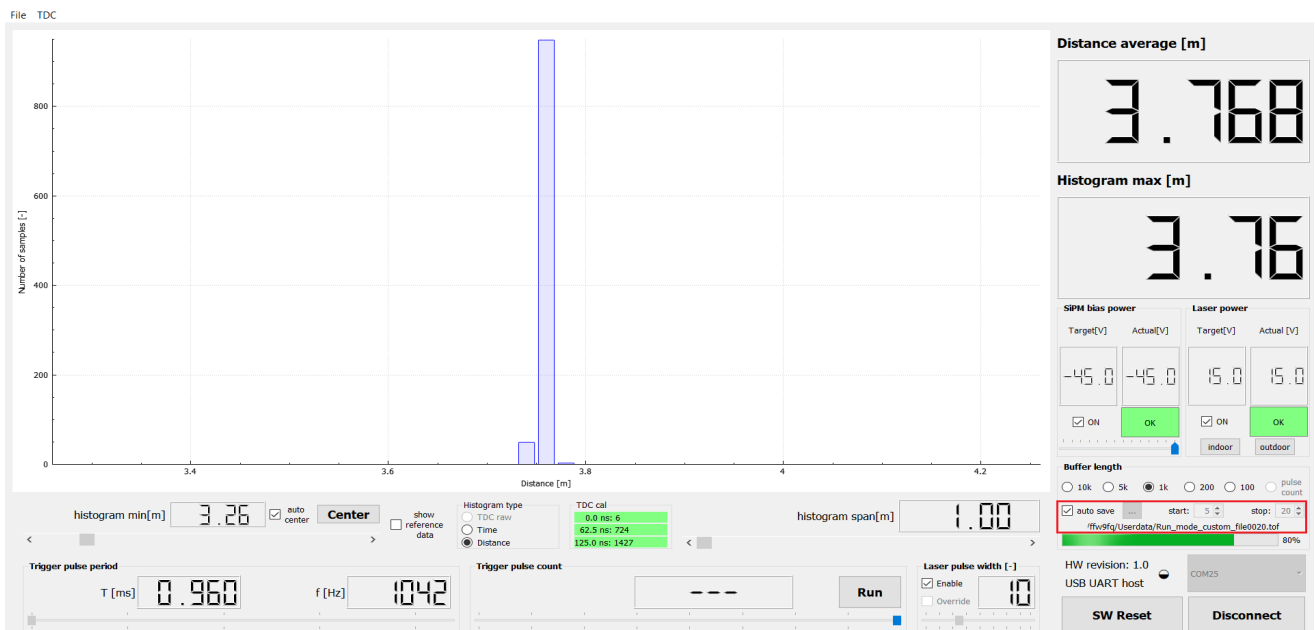 File TDC
Distance average [m]
3.768
Histogram max [m]
3.76
800
600
400
200
0
Number of samples [-]
3.4 3.6 3.8 4 4.2
Distance [m]
SiPM bias power
Target[V] Actual[V]
-45.0 -45.0
ON OK
Laser power
Target[V] Actual [V]
15.0 15.0
ON OK
indoor outdoor
Buffer length
10k 5k 1k 200 100 pulse count
auto save ... start: 5 stop: 20
/ffw9fq/Userdata/Run_mode_custom_file0020.tof
80%
histogram min[m] 3.26 auto center Center
show reference data
Histogram type
TDC raw
Time
Distance
TDC cal
0.0 ns: 6
62.5 ns: 724
125.0 ns: 1427
histogram span[m] 1.00
< > < >
Trigger pulse period
T [ms] 0.960 f [Hz] 1042
Trigger pulse count
--- Run
Laser pulse width [-]
Enable
Override
10
HW revision: 1.0
USB UART host
COM25
SW Reset Disconnect